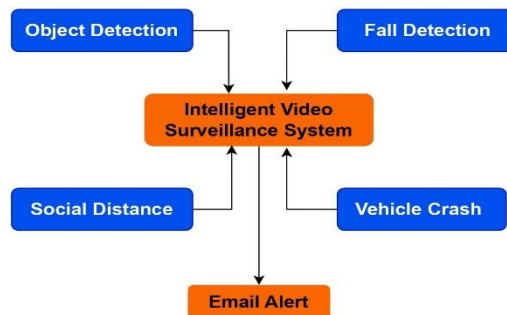 Object Detection
Fall Detection
Intelligent Video
Surveillance System
Social Distance
Vehicle Crash
Email Alert